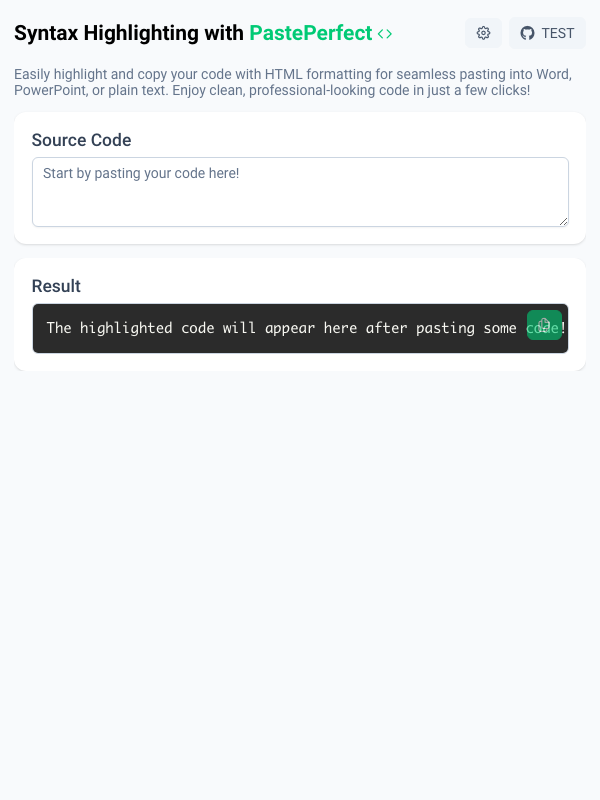 Syntax Highlighting with PastePerfect <>
TEST
Easily highlight and copy your code with HTML formatting for seamless pasting into Word,
PowerPoint, or plain text. Enjoy clean, professional-looking code in just a few clicks!
Source Code
Start by pasting your code here!
Result
The highlighted code will appear here after pasting some code!